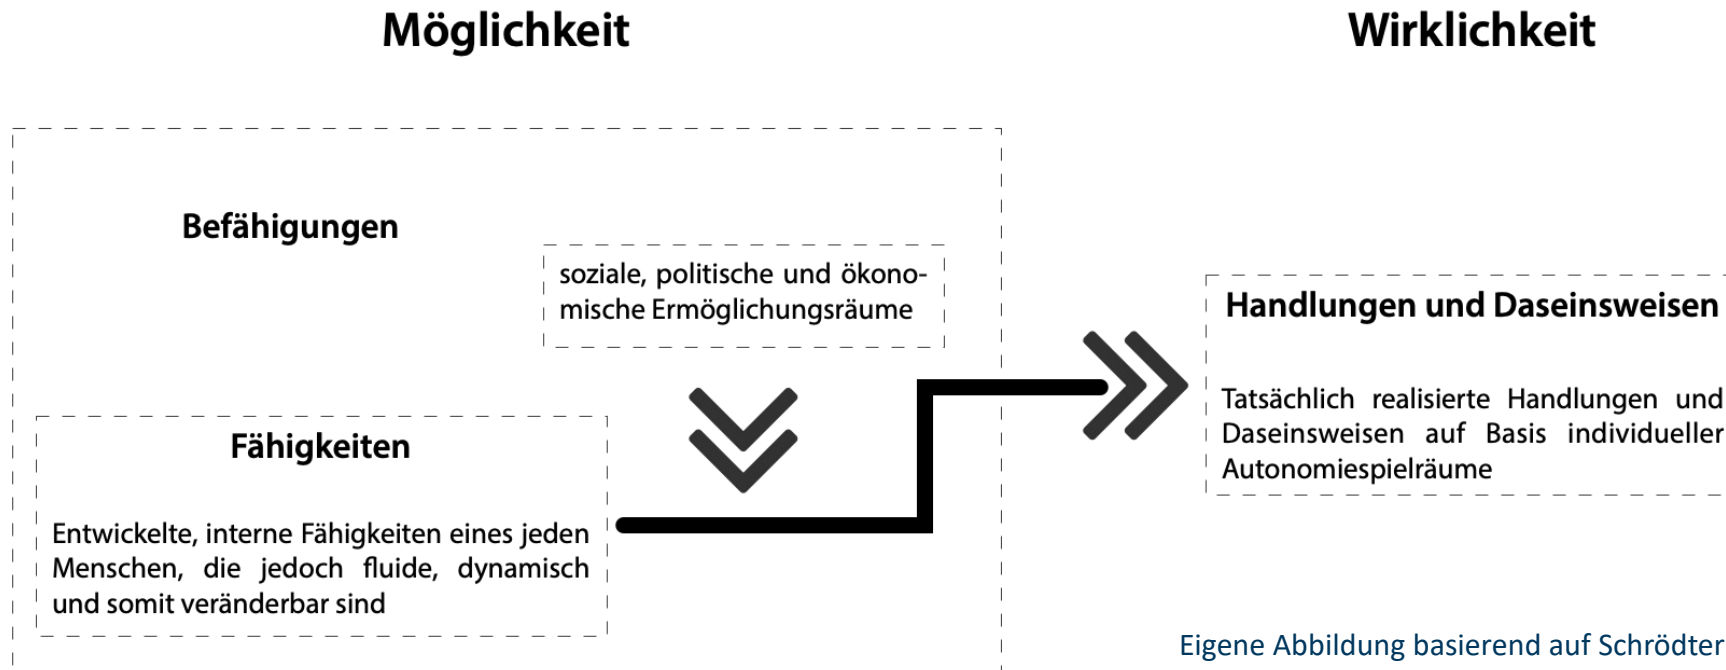 Möglichkeit
Wirklichkeit
Befähigungen
soziale, politische und ökono-
mische Ermöglichungsräume
Fähigkeiten
Entwickelte, interne Fähigkeiten eines jeden
Menschen, die jedoch fluide, dynamisch
und somit veränderbar sind
Handlungen und Daseinsweisen
Tatsächlich realisierte Handlungen und
Daseinsweisen auf Basis individueller
Autonomiespielräume
Eigene Abbildung basierend auf Schrödter